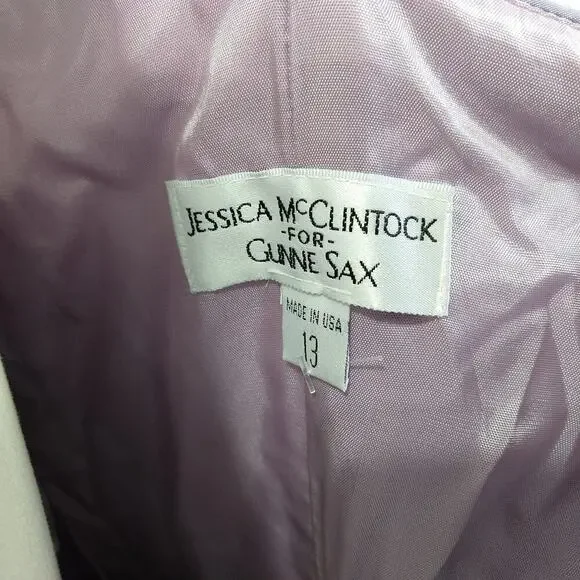 JESSICA McCLINTOCK
-FOR-
GUNNE SAX
MADE IN USA
13